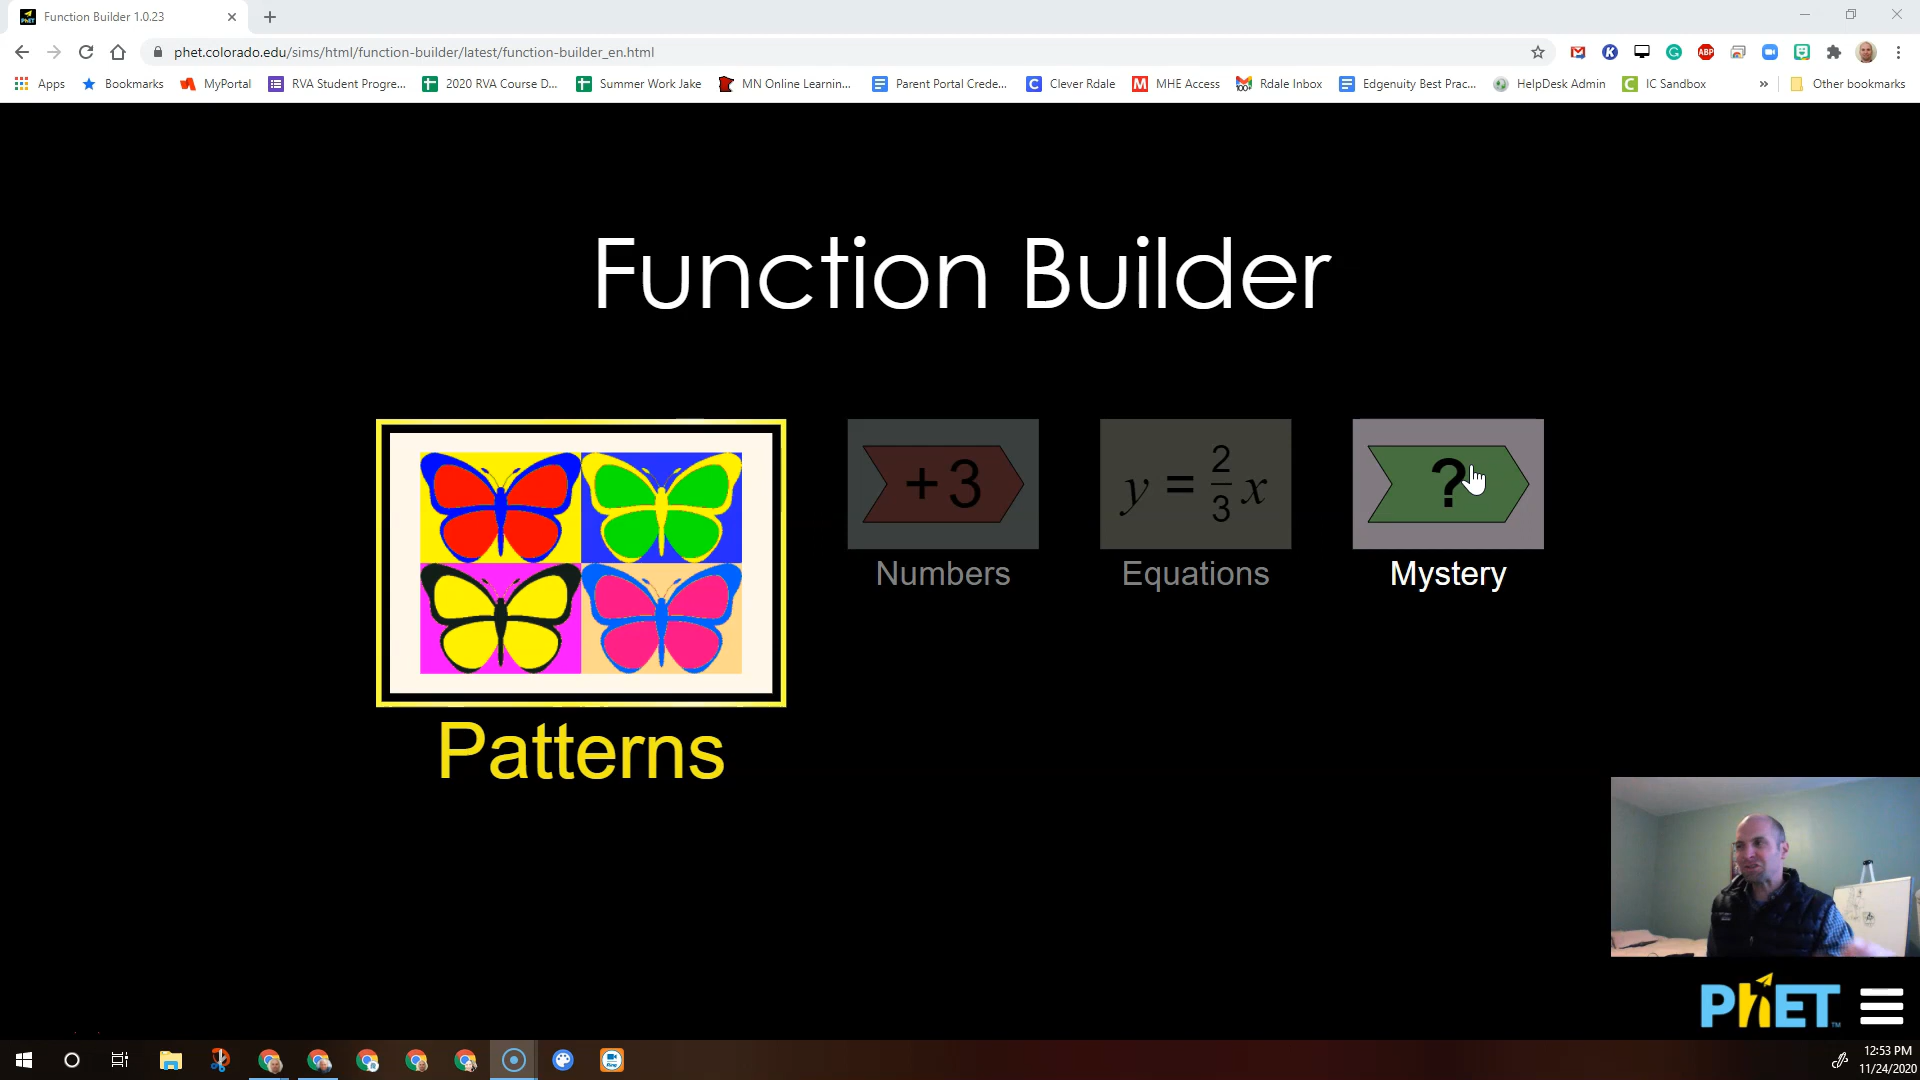 Function Builder 1.0.23
phet.colorado.edu/sims/html/function-builder/latest/function-builder_en.html
Apps Bookmarks MyPortal RVA Student Progre... 2020 RVA Course D... Summer Work Jake MN Online Learnin... Parent Portal Crede... Clever Rdale MHE Access Rdale Inbox Edgenuity Best Prac... HelpDesk Admin IC Sandbox » Other bookmarks
Function Builder
+3
y = 2/3 x
?
Patterns
Numbers
Equations
Mystery
PhET
12:53 PM
11/24/2020